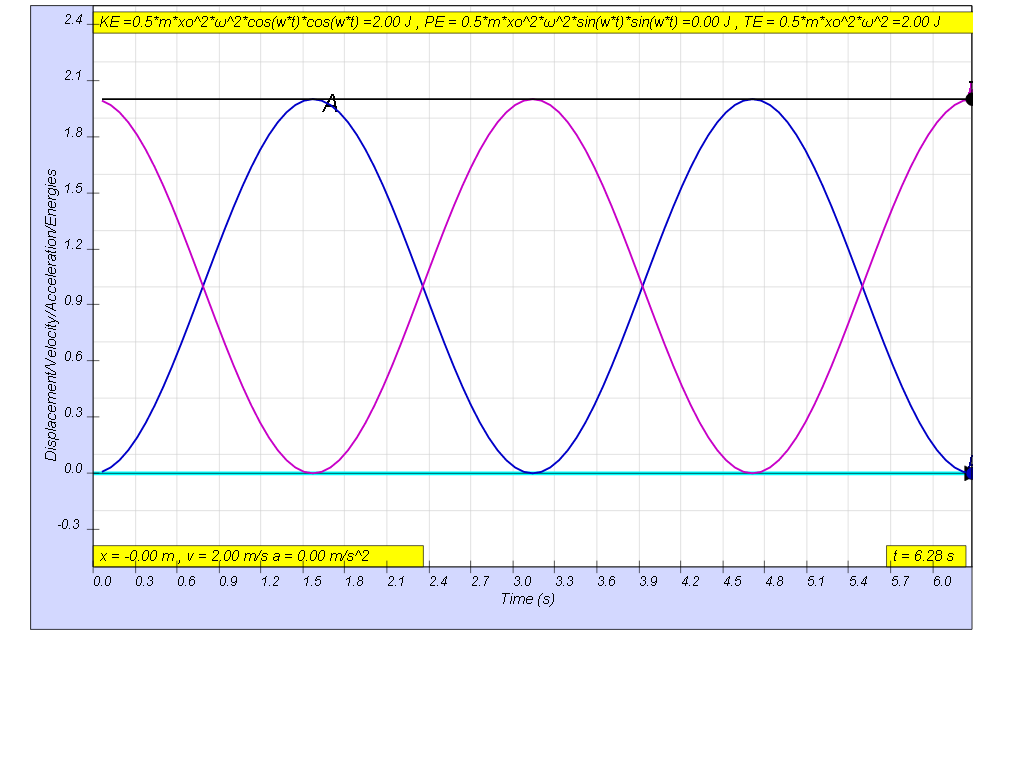 KE =0.5*m*xo^2*ω^2*cos(w*t)*cos(w*t) =2.00 J , PE = 0.5*m*xo^2*ω^2*sin(w*t)*sin(w*t) =0.00 J , TE = 0.5*m*xo^2*ω^2 =2.00 J
2.4
2.1
A
1.8
1.5
1.2
0.9
0.6
0.3
0.0
-0.3
Displacement/Velocity/Acceleration/Energies
x = -0.00 m , v = 2.00 m/s a = 0.00 m/s^2
t = 6.28 s
0.0 0.3 0.6 0.9 1.2 1.5 1.8 2.1 2.4 2.7 3.0 3.3 3.6 3.9 4.2 4.5 4.8 5.1 5.4 5.7 6.0
Time (s)